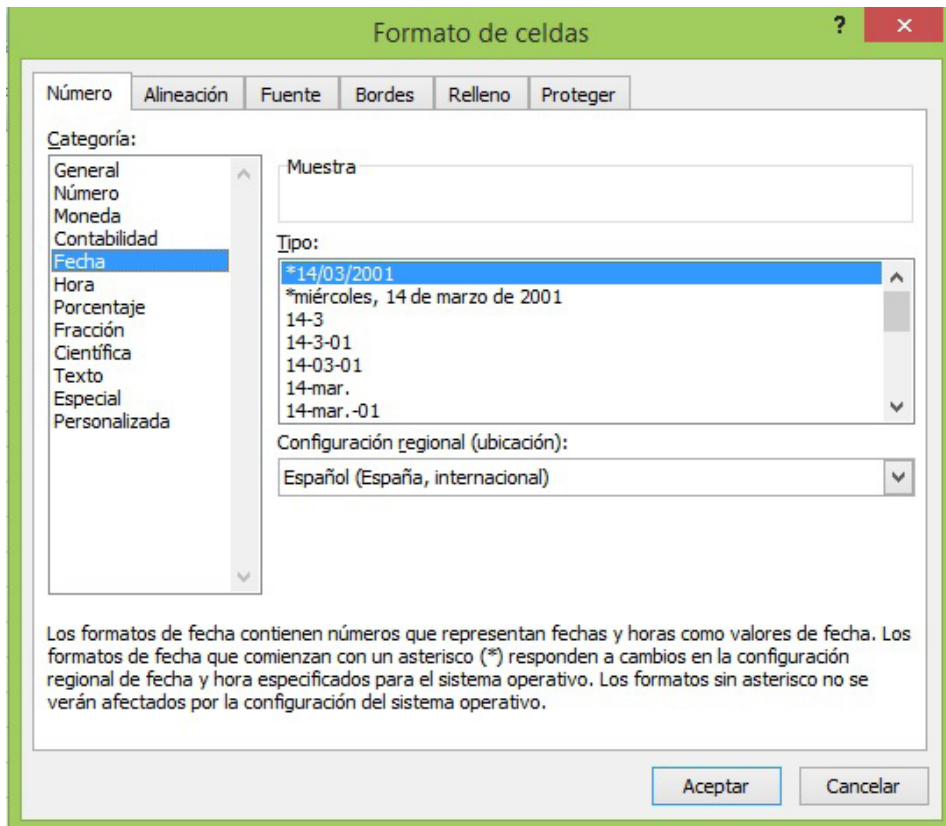 Formato de celdas
?
Número Alineación Fuente Bordes Relleno Proteger
Categoría:
General
Número
Moneda
Contabilidad
Fecha
Hora
Porcentaje
Fracción
Científica
Texto
Especial
Personalizada
Muestra
Tipo:
*14/03/2001
*miércoles, 14 de marzo de 2001
14-3
14-3-01
14-03-01
14-mar.
14-mar.-01
Configuración regional (ubicación):
Español (España, internacional)
Los formatos de fecha contienen números que representan fechas y horas como valores de fecha. Los
formatos de fecha que comienzan con un asterisco (*) responden a cambios en la configuración
regional de fecha y hora especificados para el sistema operativo. Los formatos sin asterisco no se
verán afectados por la configuración del sistema operativo.
Aceptar Cancelar